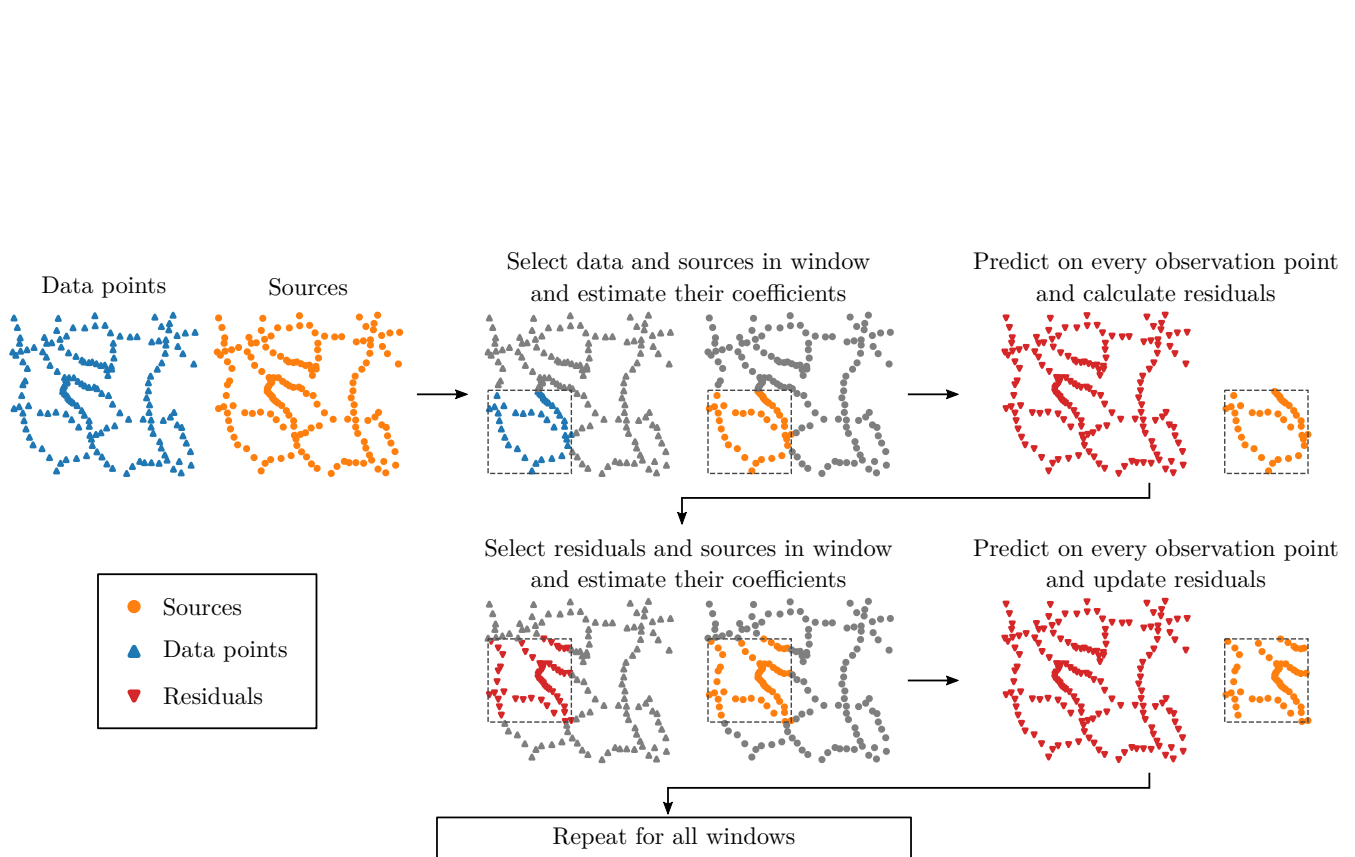 Data points
Sources
Select data and sources in window
and estimate their coefficients
Predict on every observation point
and calculate residuals
Select residuals and sources in window
and estimate their coefficients
Predict on every observation point
and update residuals
Sources
Data points
Residuals
Repeat for all windows